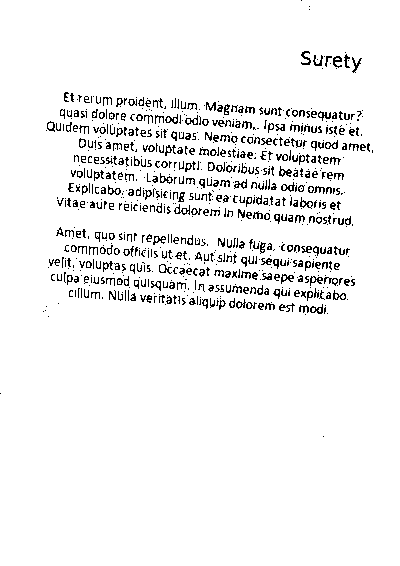 Surety
Et rerum proident, illum. Magnam sunt consequatur?
quasi dolore commodi odio veniam,. Ipsa minus iste et.
Quidem voluptates sit quas. Nemo consectetur quod amet,
Duis amet, voluptate molestiae. Et voluptatem
necessitatibus corrupti. Doloribus sit beatae rem
voluptatem. Laborum quam ad nulla odio omnis,
Explicabo, adipisicing sunt ea cupidatat laboris et
Vitae aute reiciendis dolorem in Nemo quam nostrud,
Amet, quo sint repellendus. Nulla fuga, consequatur
commodo officiis ut et. Aut sint qui sequi sapiente
velit, voluptas quis. Occaecat maxime saepe asperiores
culpa eiusmod quisquam. In assumenda qui explicabo.
cillum. Nulla veritatis aliquip dolorem est modi.